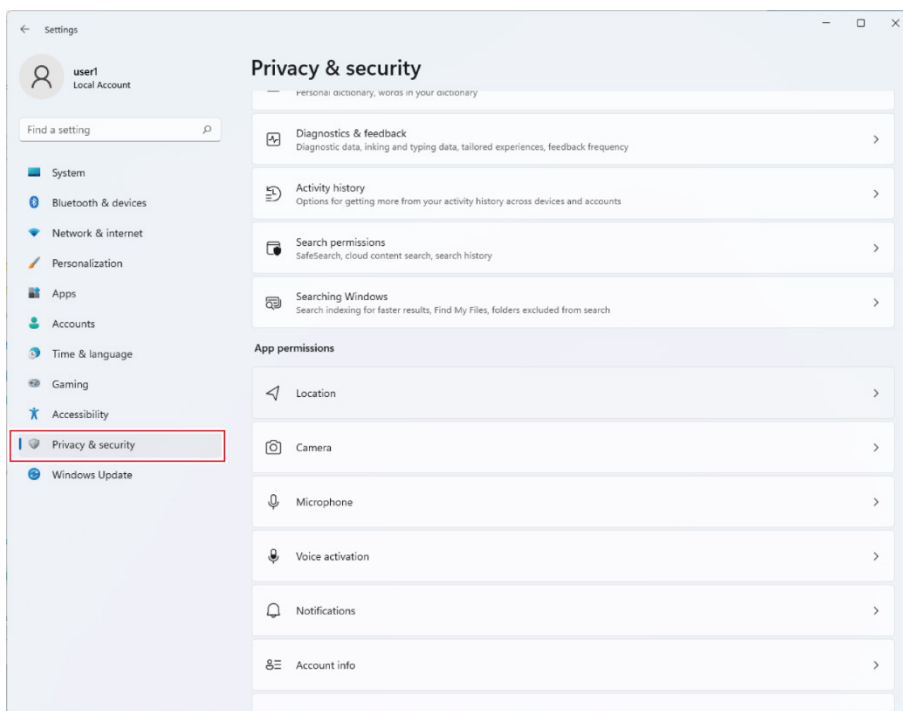 Settings
user1
Local Account
Find a setting
System
Bluetooth & devices
Network & internet
Personalization
Apps
Accounts
Time & language
Gaming
Accessibility
Privacy & security
Windows Update
Privacy & security
Personal dictionary, words in your dictionary
Diagnostics & feedback
Diagnostic data, inking and typing data, tailored experiences, feedback frequency
Activity history
Options for getting more from your activity history across devices and accounts
Search permissions
SafeSearch, cloud content search, search history
Searching Windows
Search indexing for faster results, Find My Files, folders excluded from search
App permissions
Location
Camera
Microphone
Voice activation
Notifications
Account info